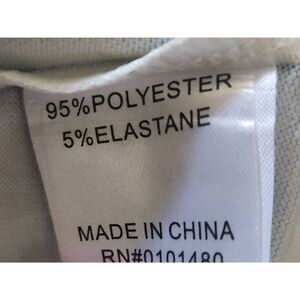 95%POLYESTER
5%ELASTANE
MADE IN CHINA
RN#0101480